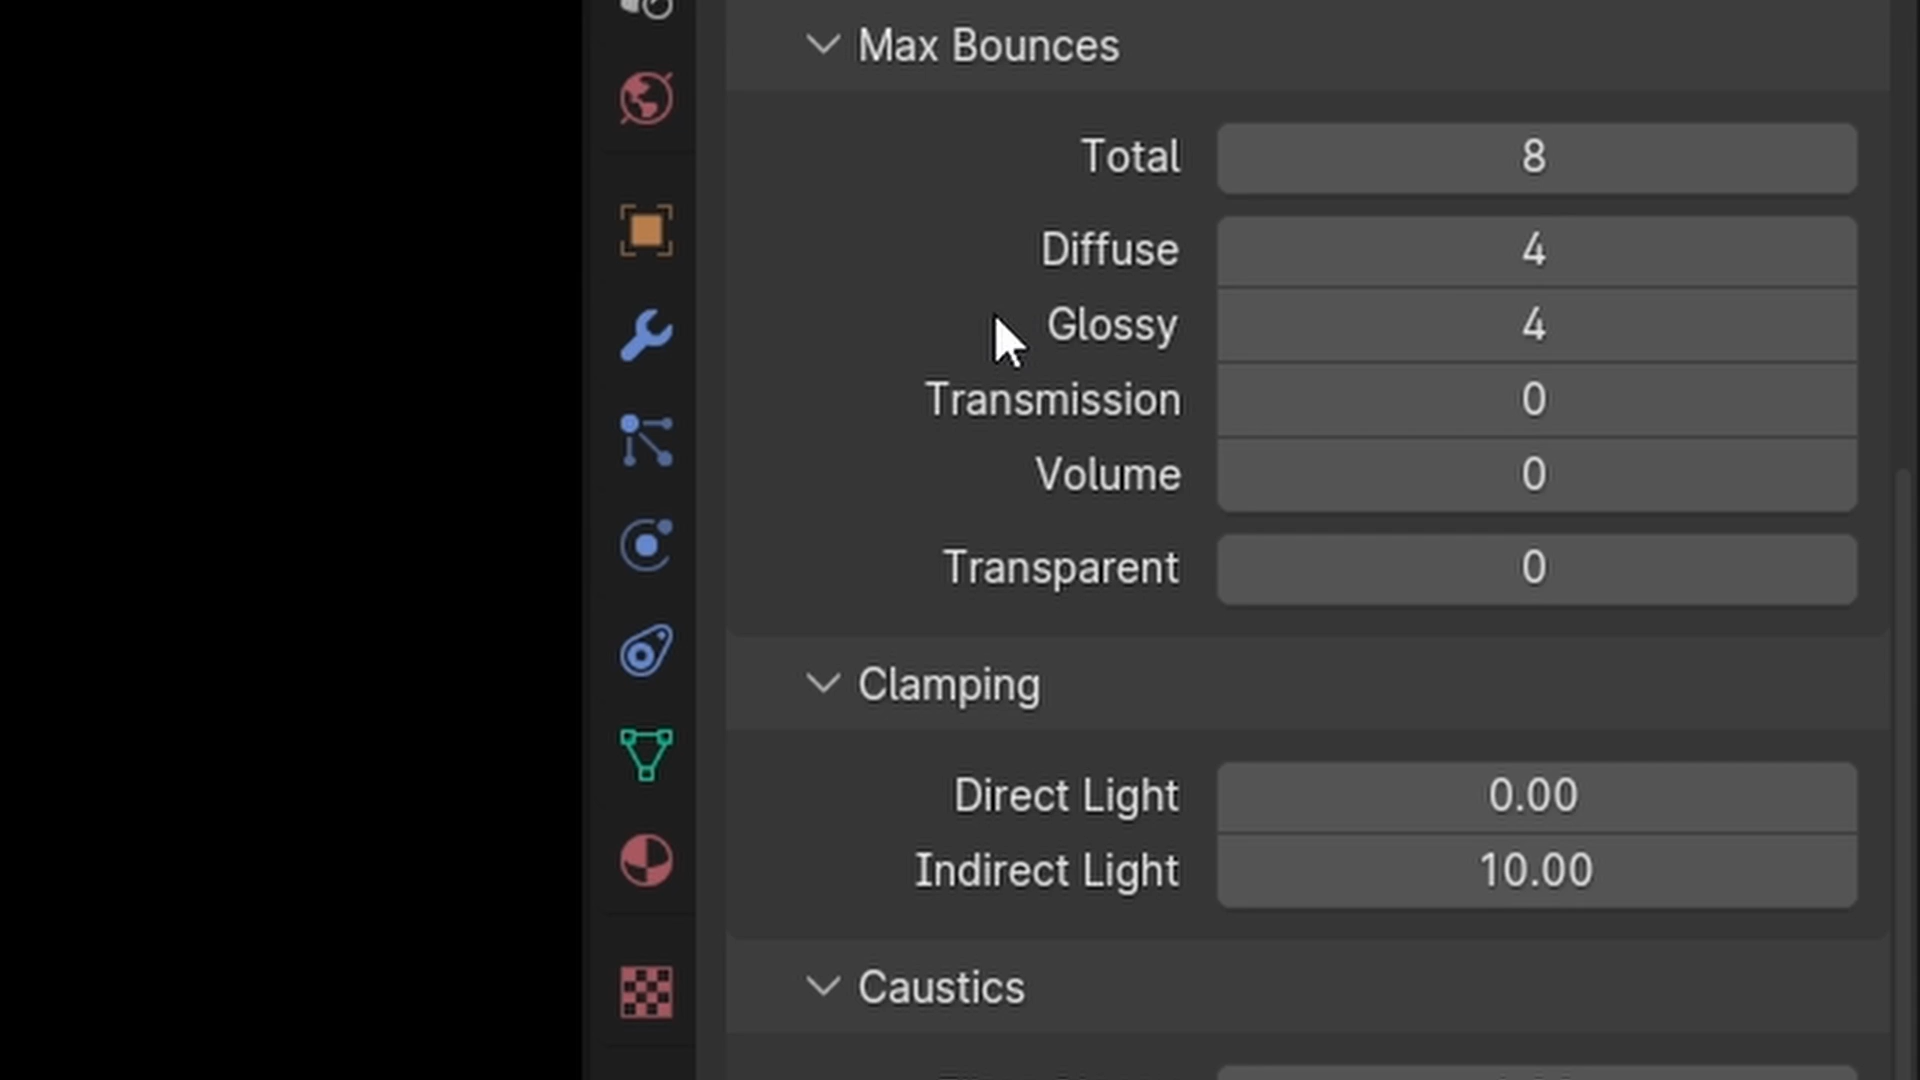 Max Bounces
Total 8
Diffuse 4
Glossy 4
Transmission 0
Volume 0
Transparent 0
Clamping
Direct Light 0.00
Indirect Light 10.00
Caustics